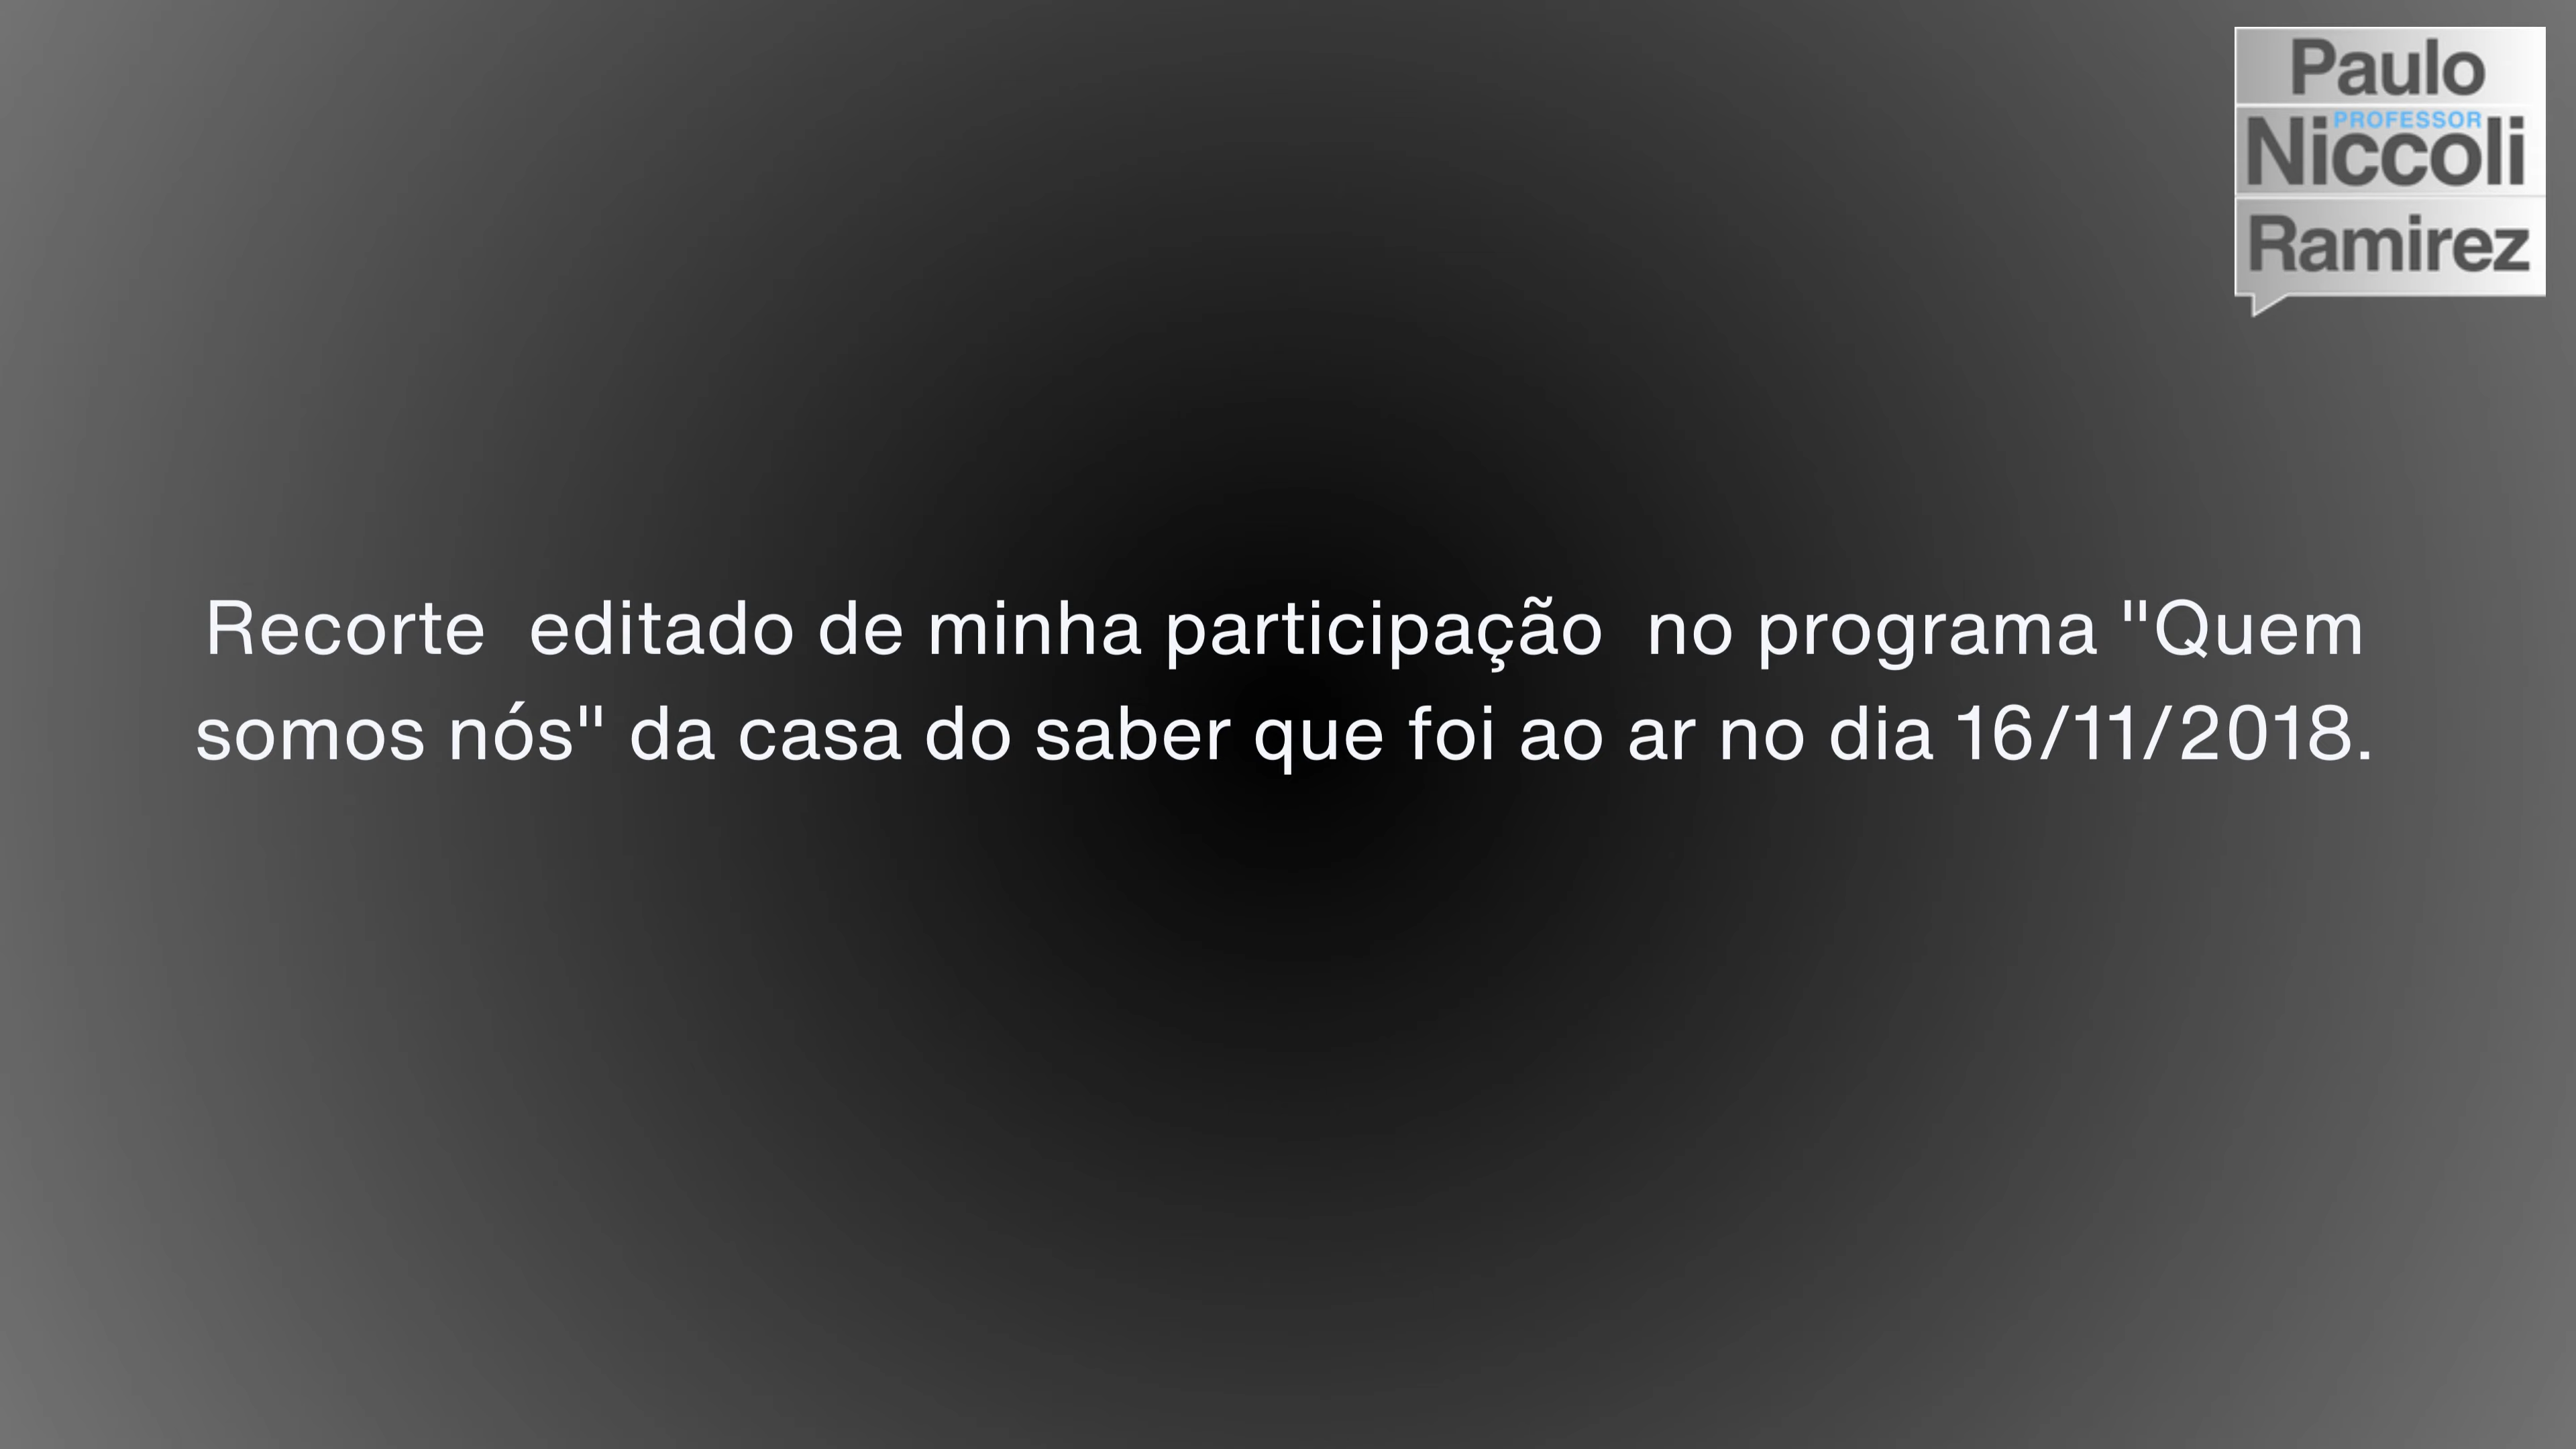 Paulo
PROFESSOR
Niccoli
Ramirez
Recorte  editado de minha participação  no programa "Quem
somos nós" da casa do saber que foi ao ar no dia 16/11/2018.